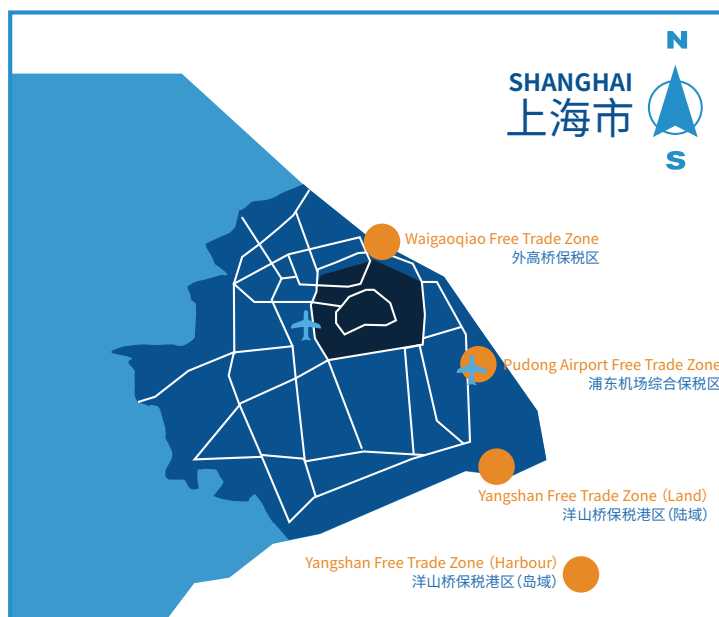 N
SHANGHAI
上海市
S
Waigaoqiao Free Trade Zone
外高桥保税区
Pudong Airport Free Trade Zone
浦东机场综合保税区
Yangshan Free Trade Zone (Land)
洋山桥保税港区(陆域)
Yangshan Free Trade Zone (Harbour)
洋山桥保税港区(岛域)